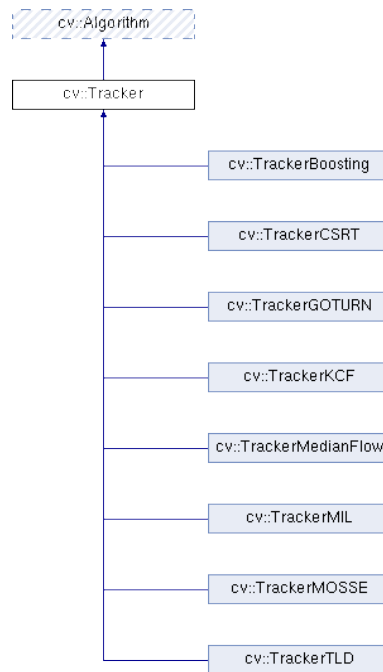 cv::Algorithm
cv::Tracker
cv::TrackerBoosting
cv::TrackerCSRT
cv::TrackerGOTURN
cv::TrackerKCF
cv::TrackerMedianFlow
cv::TrackerMIL
cv::TrackerMOSSE
cv::TrackerTLD